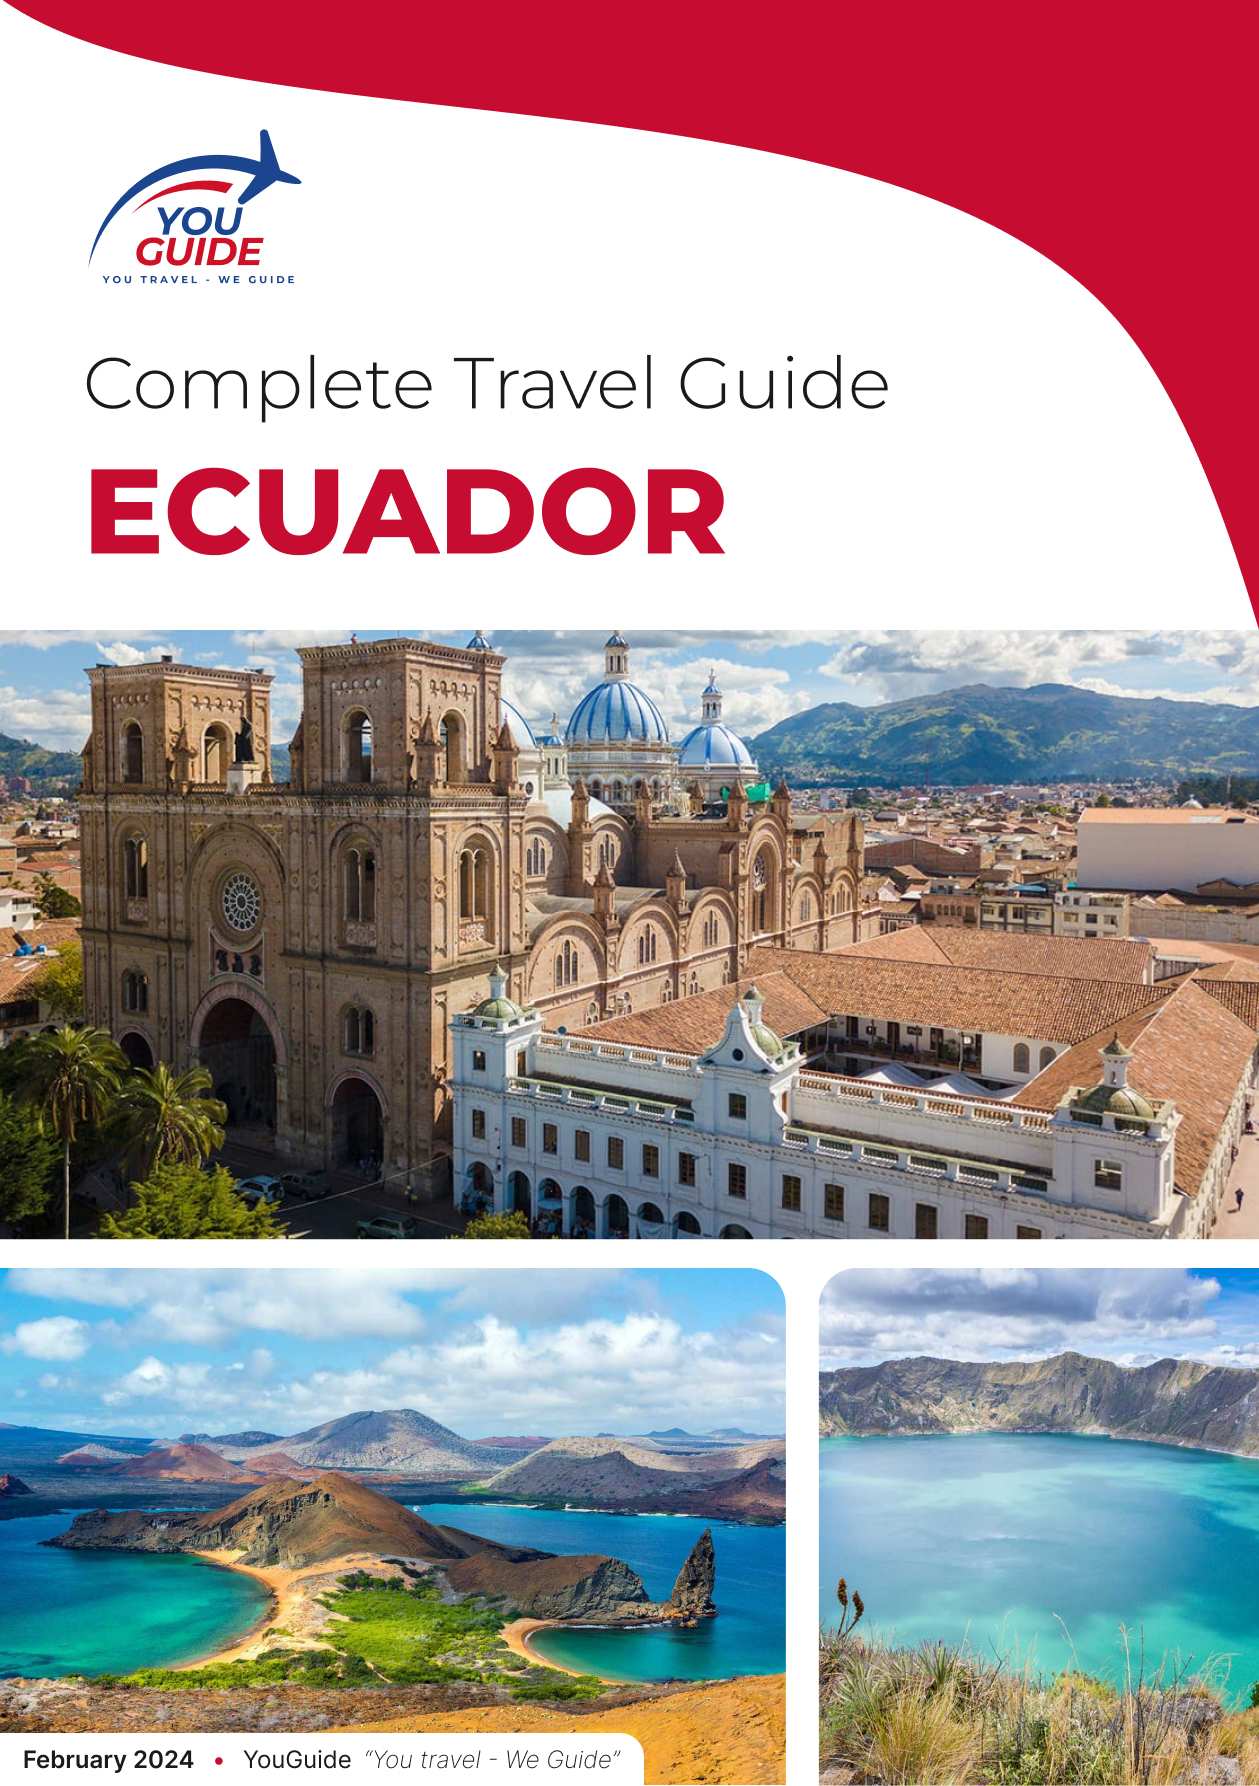 YOU
GUIDE
YOU TRAVEL - WE GUIDE
Complete Travel Guide
ECUADOR
February 2024 • YouGuide “You travel - We Guide”